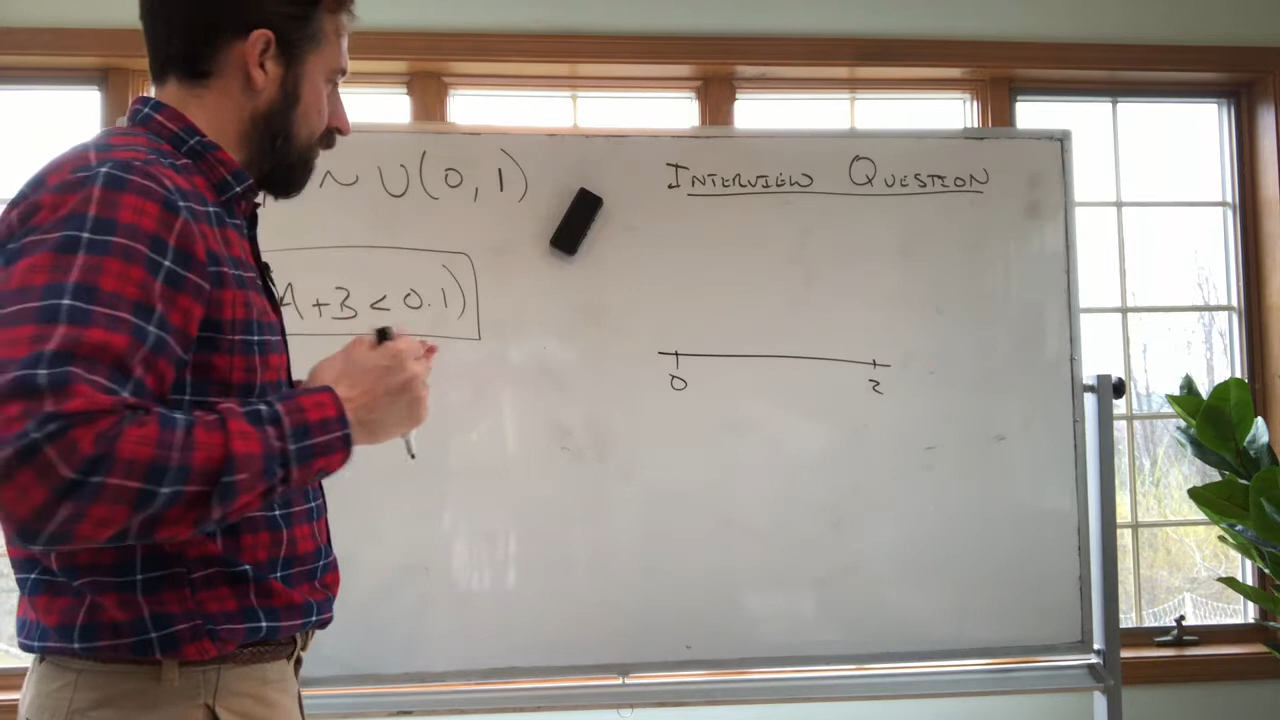 ~ U(0,1)
INTERVIEW QUESTION
A+B < 0.1)
0 2